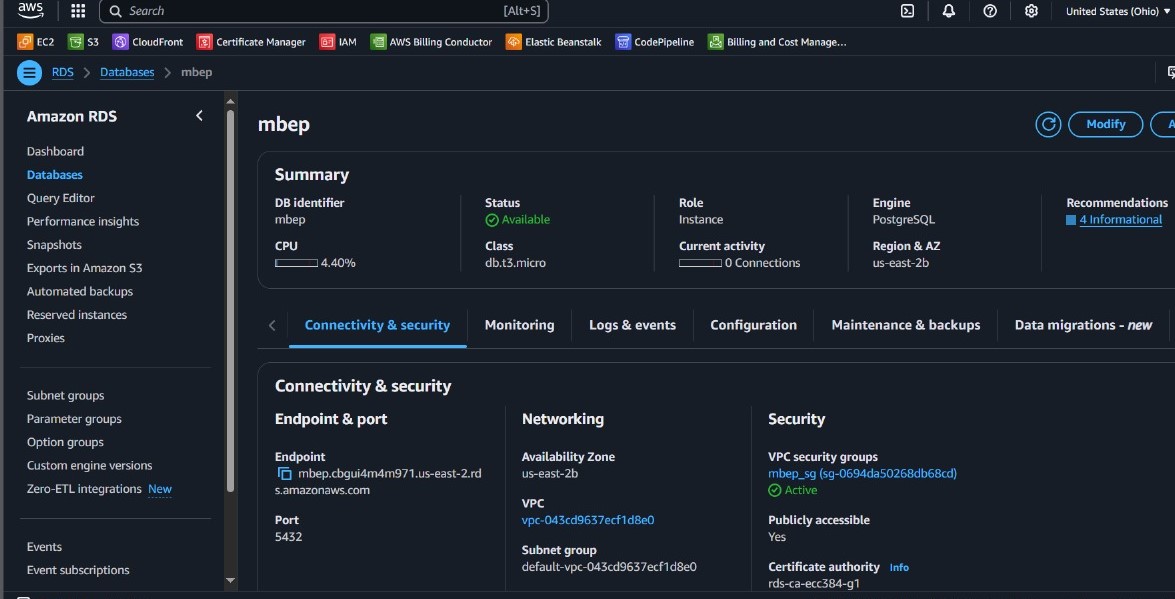 aws
Search [Alt+S] United States (Ohio)
EC2 S3 CloudFront Certificate Manager IAM AWS Billing Conductor Elastic Beanstalk CodePipeline Billing and Cost Manage...
RDS > Databases > mbep
Amazon RDS
Dashboard
Databases
Query Editor
Performance insights
Snapshots
Exports in Amazon S3
Automated backups
Reserved instances
Proxies
Subnet groups
Parameter groups
Option groups
Custom engine versions
Zero-ETL integrations New
Events
Event subscriptions
mbep
Modify A
Summary
DB identifier
mbep
CPU
4.40%
Status
Available
Class
db.t3.micro
Role
Instance
Current activity
0 Connections
Engine
PostgreSQL
Region & AZ
us-east-2b
Recommendations
4 Informational
Connectivity & security Monitoring Logs & events Configuration Maintenance & backups Data migrations - new
Connectivity & security
Endpoint & port
Endpoint
mbep.cbgui4m4m971.us-east-2.rd
s.amazonaws.com
Port
5432
Networking
Availability Zone
us-east-2b
VPC
vpc-043cd9637ecf1d8e0
Subnet group
default-vpc-043cd9637ecf1d8e0
Security
VPC security groups
mbep_sg (sg-0694da50268db68cd)
Active
Publicly accessible
Yes
Certificate authority Info
rds-ca-ecc384-g1